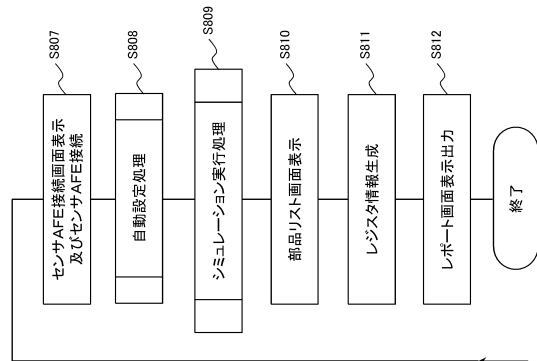 S807
センサAFE接続画面表示
及びセンサAFE接続
S808
自動設定処理
S809
シミュレーション実行処理
S810
部品リスト画面表示
S811
レジスタ情報生成
S812
レポート画面表示出力
終了